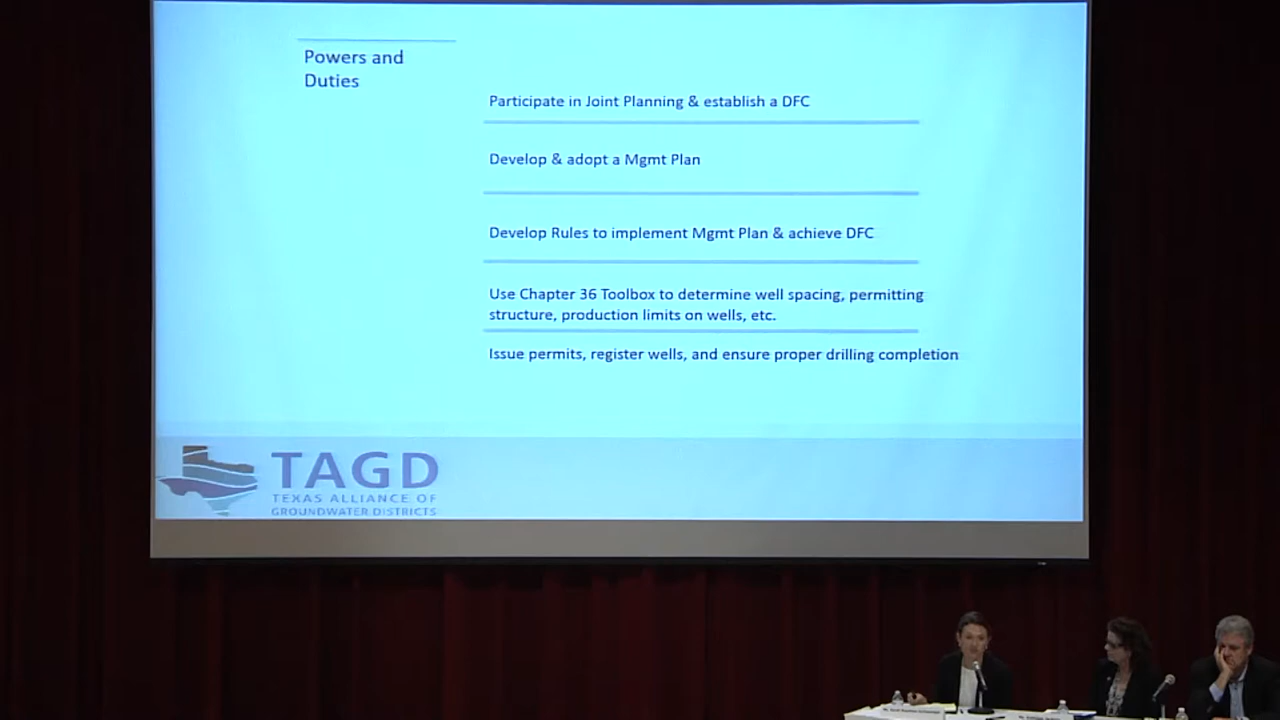 Powers and
Duties
Participate in Joint Planning & establish a DFC
Develop & adopt a Mgmt Plan
Develop Rules to implement Mgmt Plan & achieve DFC
Use Chapter 36 Toolbox to determine well spacing, permitting
structure, production limits on wells, etc.
Issue permits, register wells, and ensure proper drilling completion
TAGD
TEXAS ALLIANCE OF
GROUNDWATER DISTRICTS